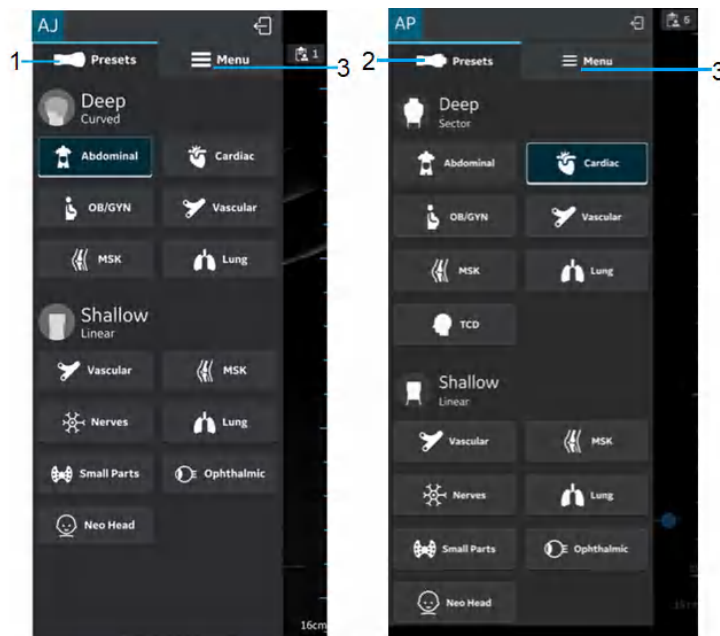 AJ
1
1
Presets
Menu
3
Deep
Curved
Abdominal
Cardiac
OB/GYN
Vascular
MSK
Lung
Shallow
Linear
Vascular
MSK
Nerves
Lung
Small Parts
Ophthalmic
Neo Head
16cm
AP
6
2
Presets
Menu
3
Deep
Sector
Abdominal
Cardiac
OB/GYN
Vascular
MSK
Lung
TCD
Shallow
Linear
Vascular
MSK
Nerves
Lung
Small Parts
Ophthalmic
Neo Head